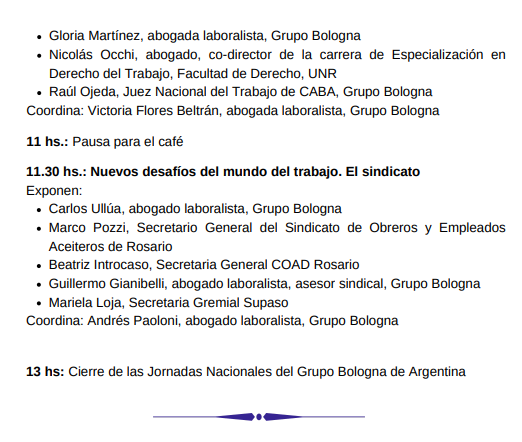 • Gloria Martínez, abogada laboralista, Grupo Bologna
• Nicolás Occhi, abogado, co-director de la carrera de Especialización en
Derecho del Trabajo, Facultad de Derecho, UNR
• Raúl Ojeda, Juez Nacional del Trabajo de CABA, Grupo Bologna
Coordina: Victoria Flores Beltrán, abogada laboralista, Grupo Bologna
11 hs.: Pausa para el café
11.30 hs.: Nuevos desafíos del mundo del trabajo. El sindicato
Exponen:
• Carlos Ullúa, abogado laboralista, Grupo Bologna
• Marco Pozzi, Secretario General del Sindicato de Obreros y Empleados
Aceiteros de Rosario
• Beatriz Introcaso, Secretaria General COAD Rosario
• Guillermo Gianibelli, abogado laboralista, asesor sindical, Grupo Bologna
• Mariela Loja, Secretaria Gremial Supaso
Coordina: Andrés Paoloni, abogado laboralista, Grupo Bologna
13 hs: Cierre de las Jornadas Nacionales del Grupo Bologna de Argentina